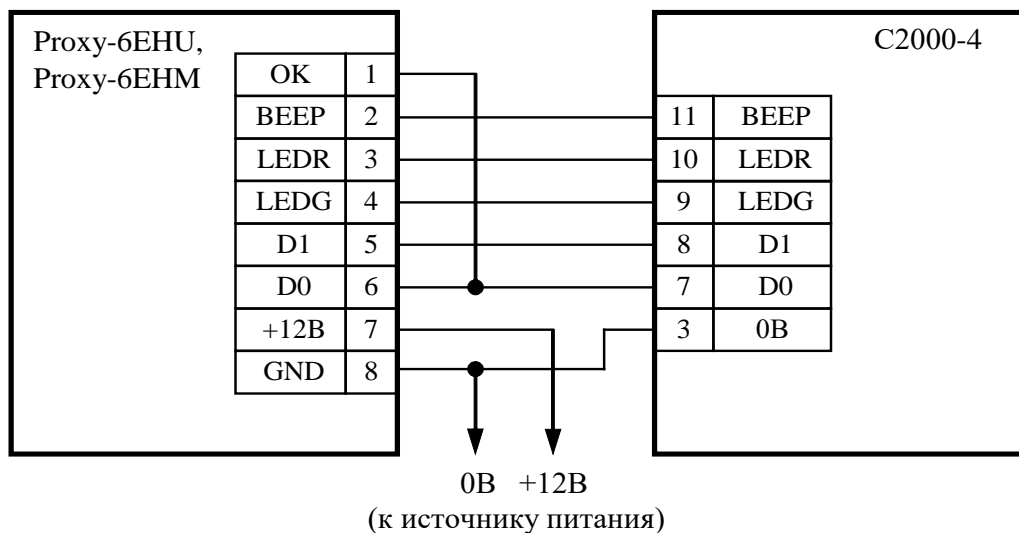 Proxy-6EHU,
Proxy-6EHM
C2000-4
OK 1
BEEP 2
LEDR 3
LEDG 4
D1 5
D0 6
+12В 7
GND 8
11 BEEP
10 LEDR
9 LEDG
8 D1
7 D0
3 0В
0В +12В
(к источнику питания)